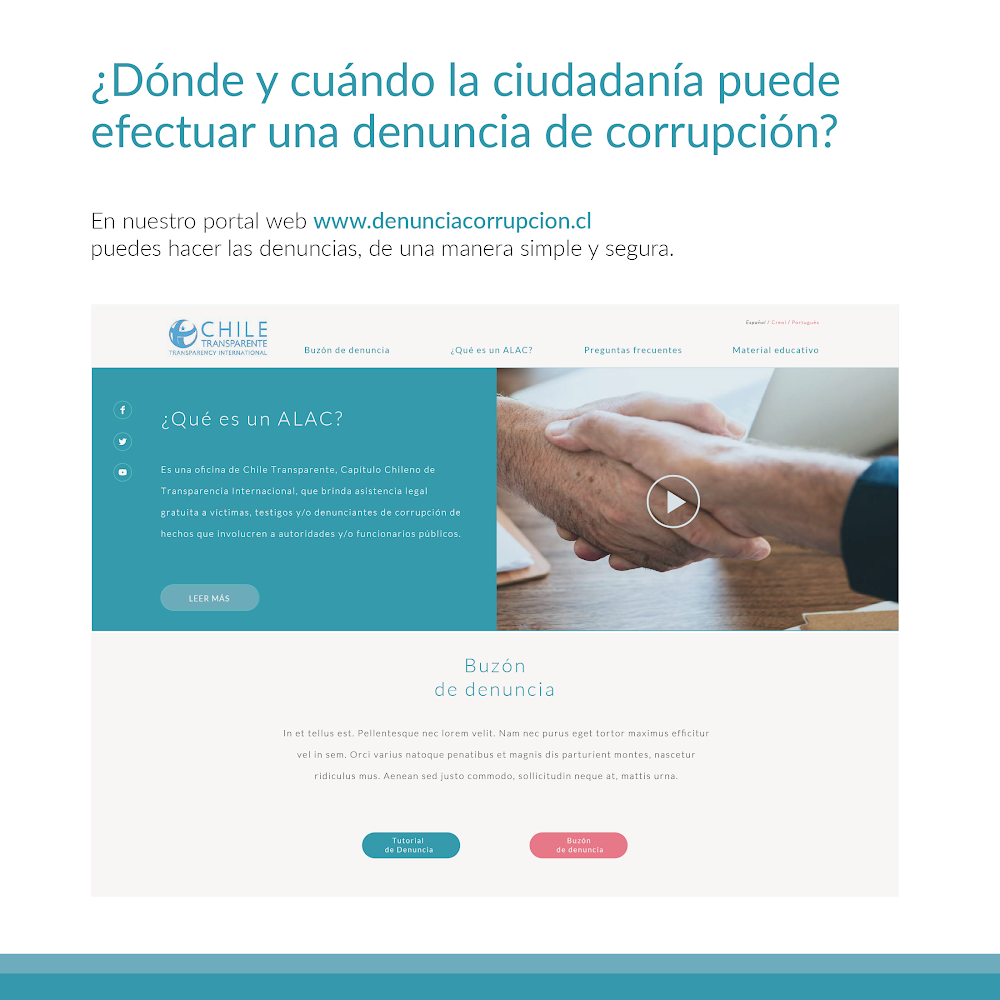 ¿Dónde y cuándo la ciudadanía puede
efectuar una denuncia de corrupción?
En nuestro portal web www.denunciacorrupcion.cl
puedes hacer las denuncias, de una manera simple y segura.
CHILE
TRANSPARENTE
TRANSPARENCY INTERNATIONAL
Español / Creol / Portugués
Buzón de denuncia
¿Qué es un ALAC?
Preguntas frecuentes
Material educativo
¿Qué es un ALAC?
Es una oficina de Chile Transparente, Capítulo Chileno de
Transparencia Internacional, que brinda asistencia legal
gratuita a víctimas, testigos y/o denunciantes de corrupción de
hechos que involucren a autoridades y/o funcionarios públicos.
LEER MÁS
Buzón
de denuncia
In et tellus est. Pellentesque nec lorem velit. Nam nec purus eget tortor maximus efficitur
vel in sem. Orci varius natoque penatibus et magnis dis parturient montes, nascetur
ridiculus mus. Aenean sed justo commodo, sollicitudin neque at, mattis urna.
Tutorial
de Denuncia
Buzón
de denuncia